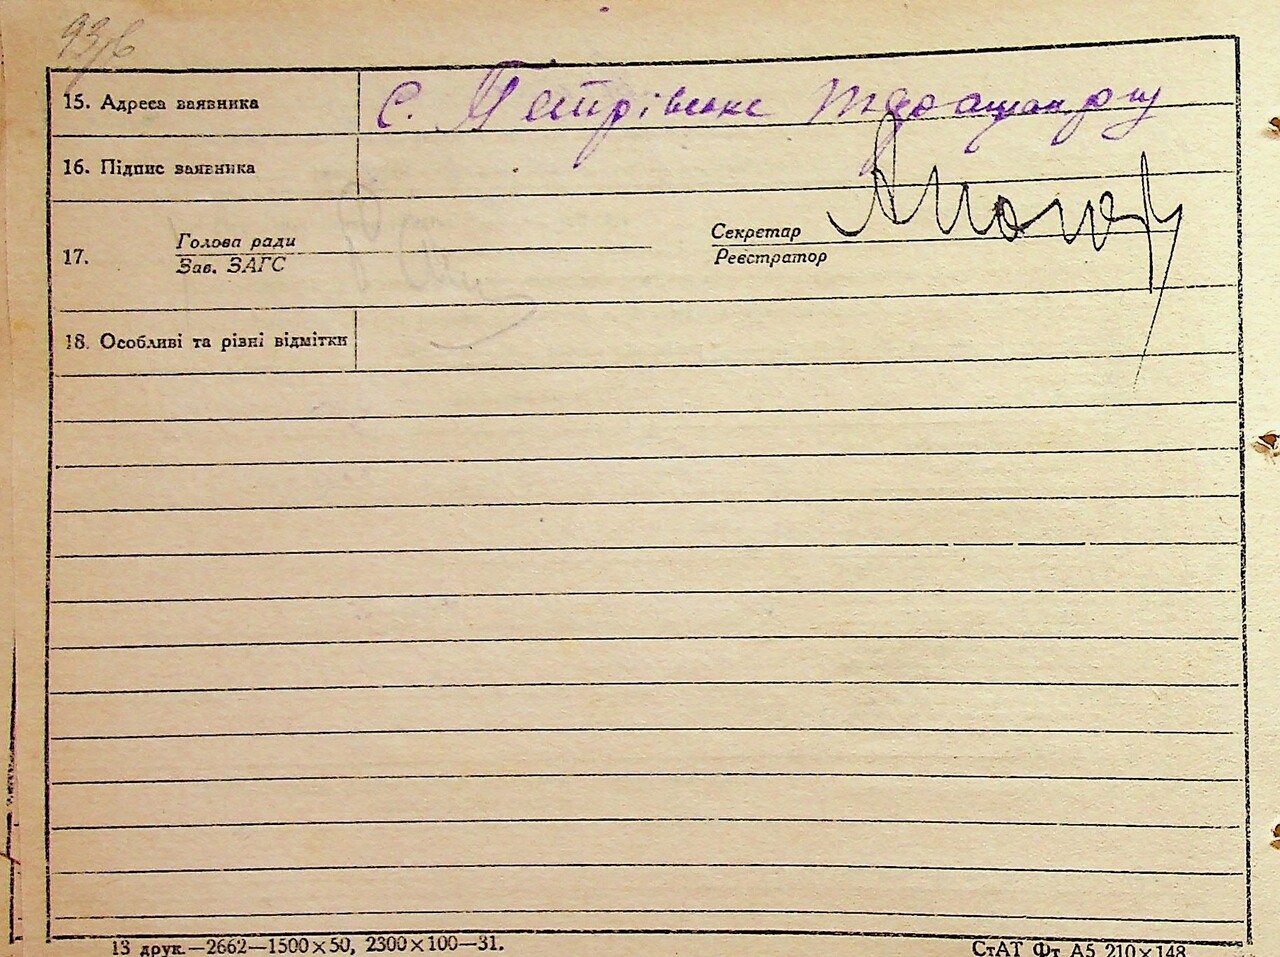 93/в
15. Адреса заявника с. Петрівське
16. Підпис заявника
17. Голова ради Секретар
Зав. ЗАГС Реєстратор
18. Особливі та різні відмітки
13 друк.—2662—1500×50, 2300×100—31. СтАТ Фт А5 210×148